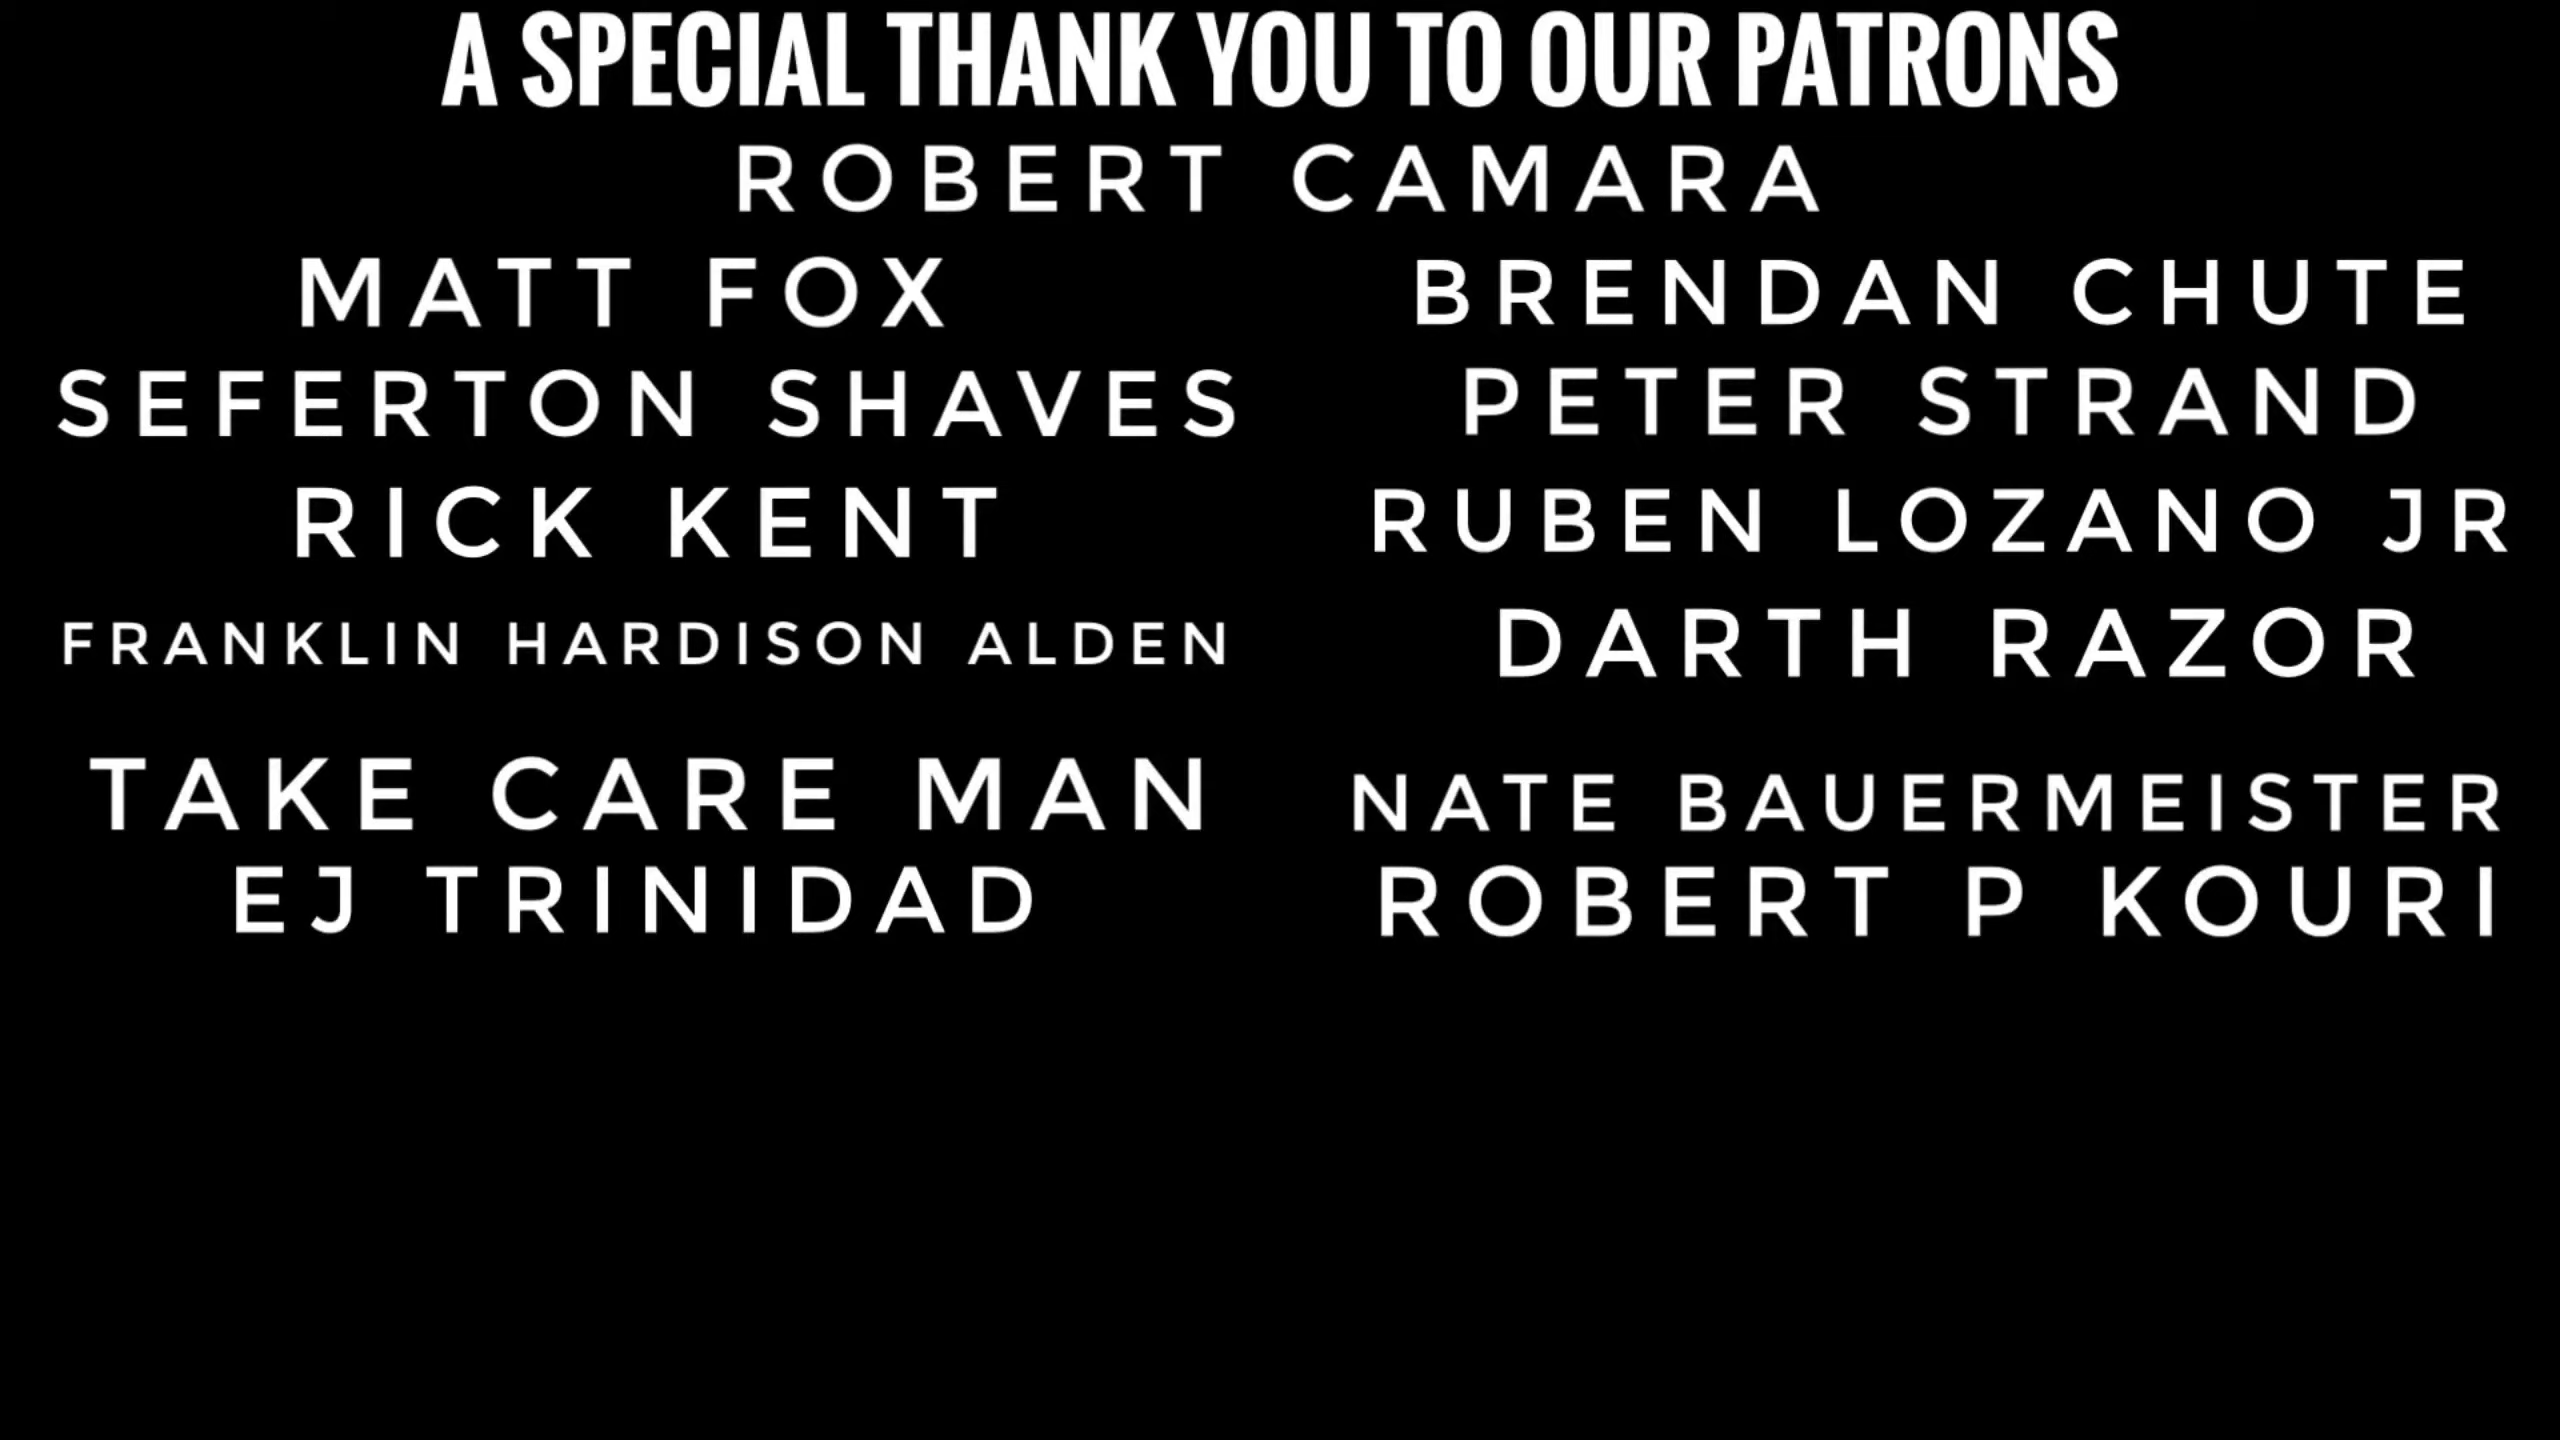 A SPECIAL THANK YOU TO OUR PATRONS
ROBERT CAMARA
MATT FOX
BRENDAN CHUTE
SEFERTON SHAVES
PETER STRAND
RICK KENT
RUBEN LOZANO JR
FRANKLIN HARDISON ALDEN
DARTH RAZOR
TAKE CARE MAN
NATE BAUERMEISTER
EJ TRINIDAD
ROBERT P KOURI